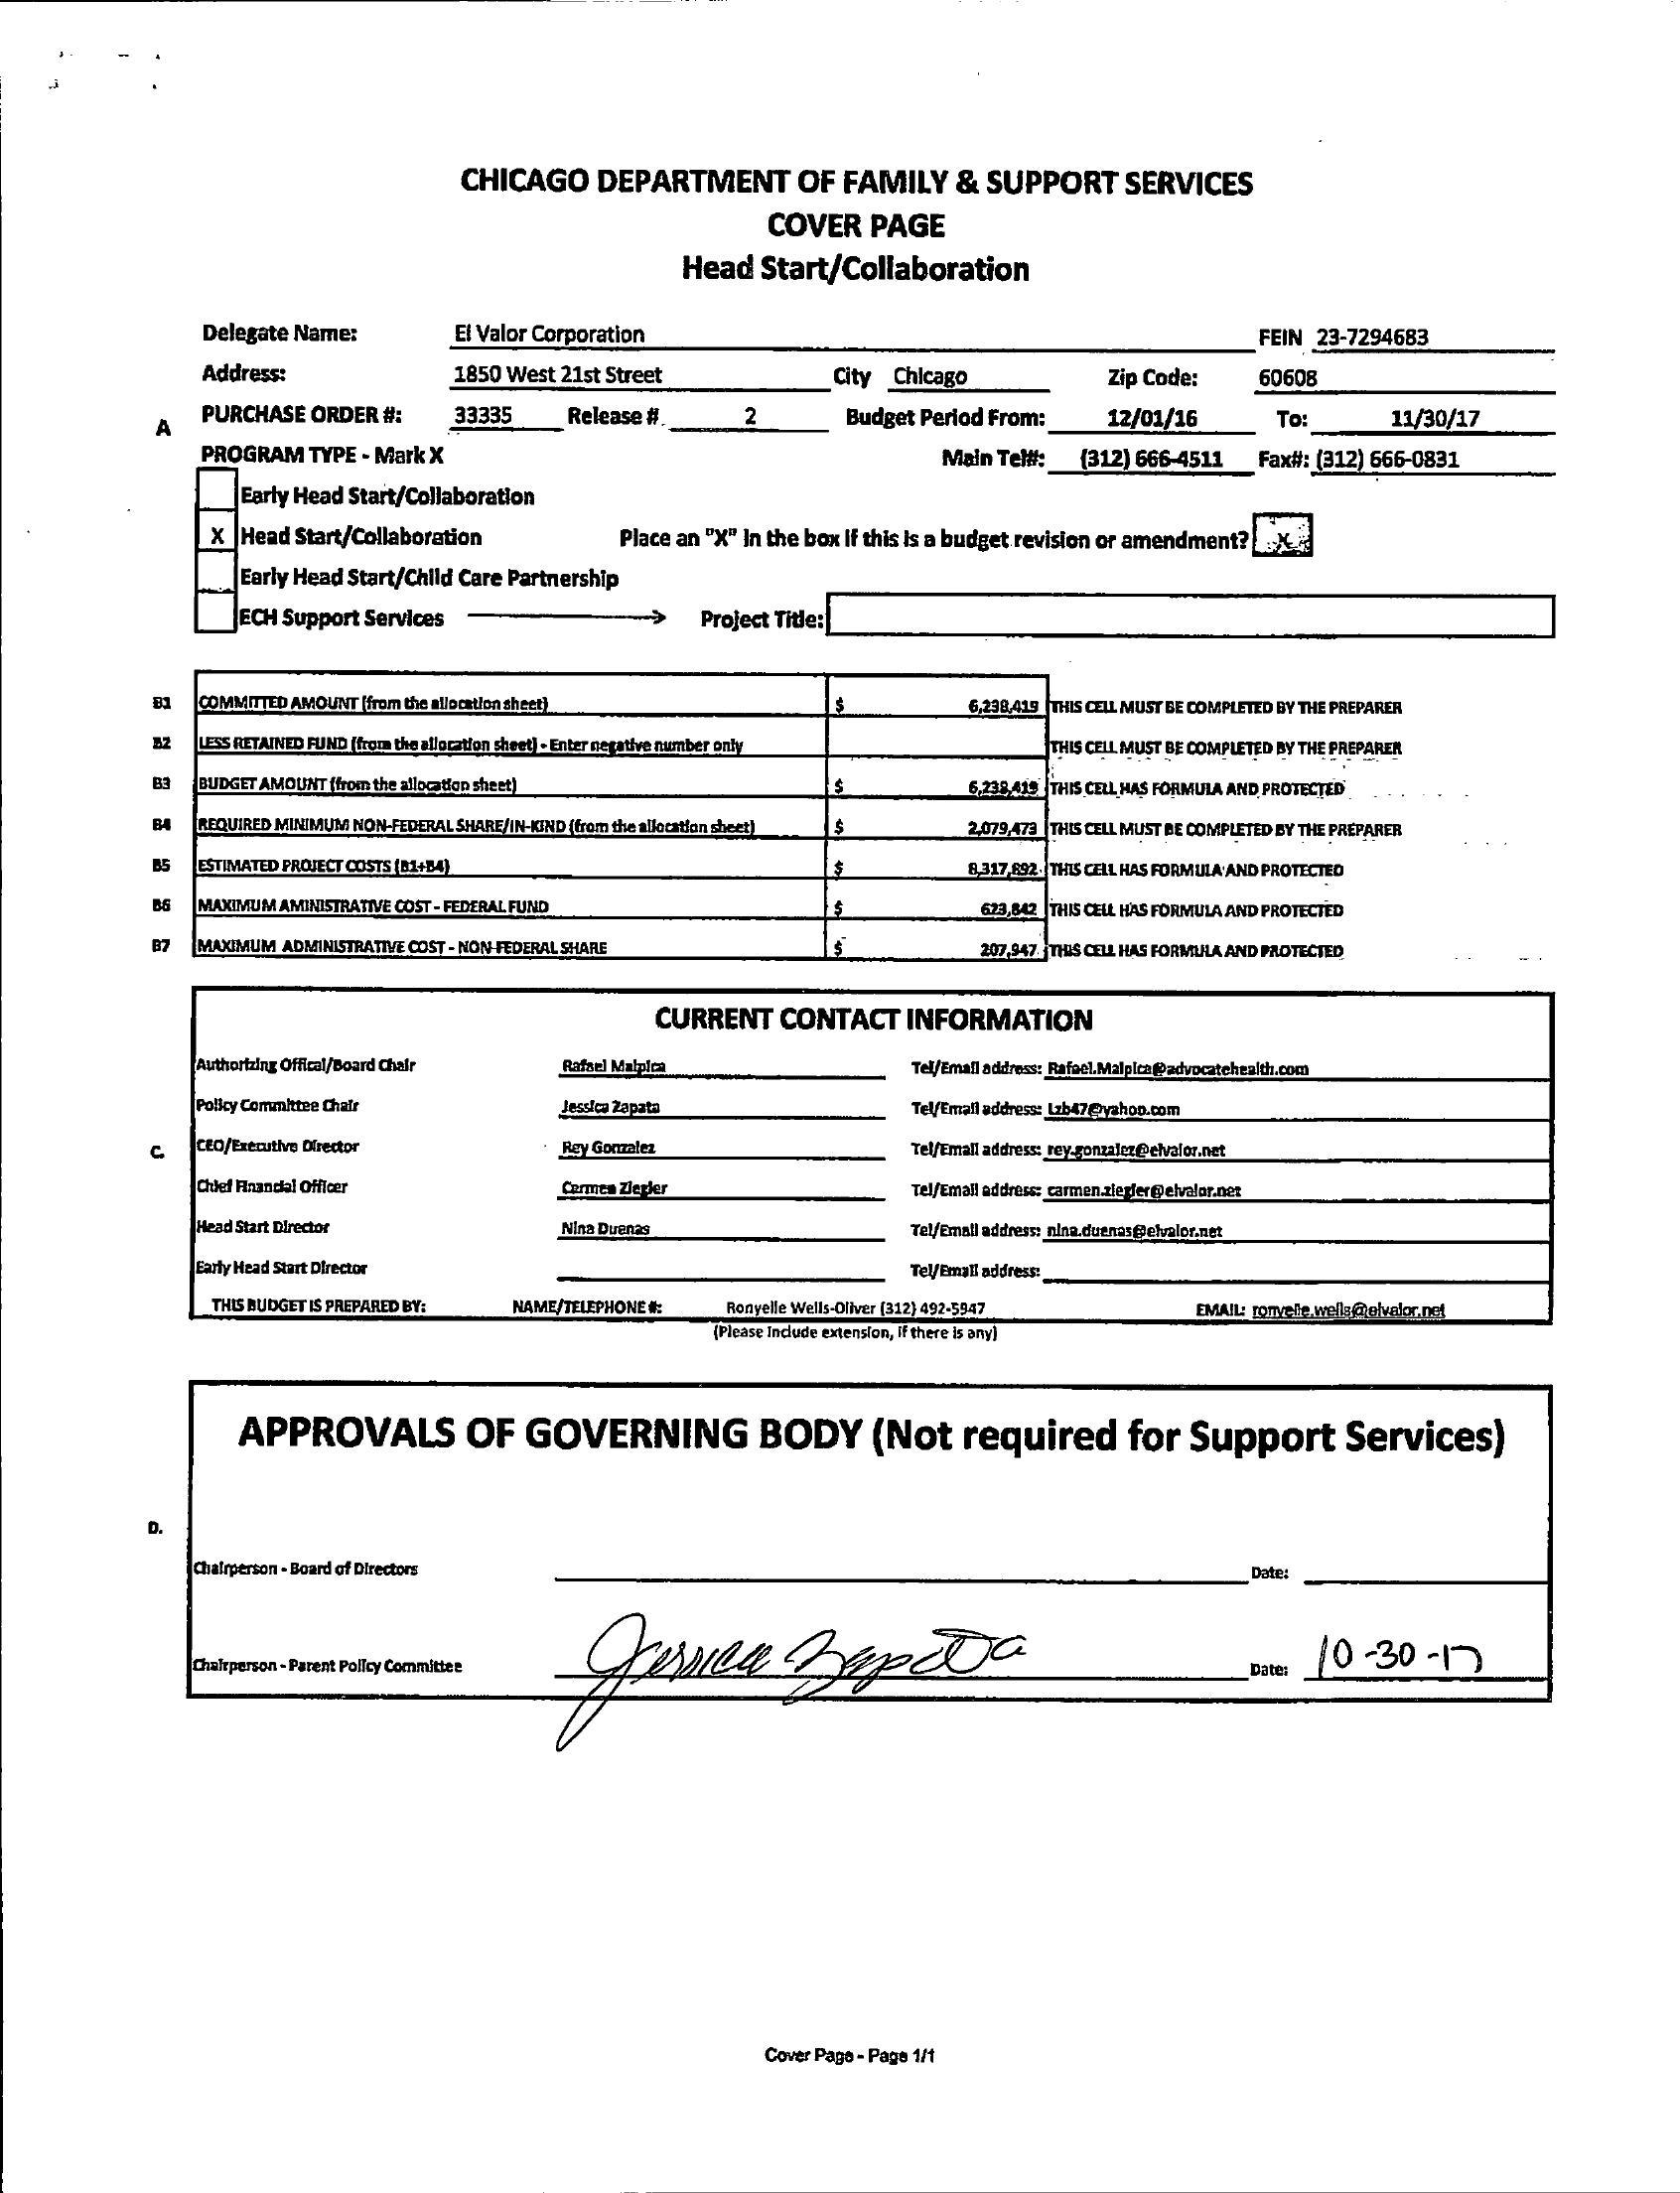 CHICAGO DEPARTMENT OF FAMILY & SUPPORT SERVICES
COVER PAGE
Head Start/Collaboration
Delegate Name: El Valor Corporation FEIN 23-7294683
Address: 1850 West 21st Street City Chicago Zip Code: 60608
A PURCHASE ORDER #: 33335 Release # 2 Budget Period From: 12/01/16 To: 11/30/17
PROGRAM TYPE - Mark X Main Tel#: (312) 666-4511 Fax#: (312) 666-0831
Early Head Start/Collaboration
X Head Start/Collaboration Place an "X" in the box if this is a budget revision or amendment? X
Early Head Start/Child Care Partnership
ECH Support Services Project Title:
B1 COMMITTED AMOUNT (from the allocation sheet) $ 6,238,419 THIS CELL MUST BE COMPLETED BY THE PREPARER
B2 LESS RETAINED FUND (from the allocation sheet) - Enter negative number only THIS CELL MUST BE COMPLETED BY THE PREPARER
B3 BUDGET AMOUNT (from the allocation sheet) $ 6,238,419 THIS CELL HAS FORMULA AND PROTECTED
B4 REQUIRED MINIMUM NON-FEDERAL SHARE/IN-KIND (from the allocation sheet) $ 2,079,473 THIS CELL MUST BE COMPLETED BY THE PREPARER
B5 ESTIMATED PROJECT COSTS (B1+B4) $ 8,317,892 THIS CELL HAS FORMULA AND PROTECTED
B6 MAXIMUM AMINISTRATIVE COST - FEDERAL FUND $ 623,842 THIS CELL HAS FORMULA AND PROTECTED
B7 MAXIMUM ADMINISTRATIVE COST - NON-FEDERAL SHARE $ 207,947 THIS CELL HAS FORMULA AND PROTECTED
CURRENT CONTACT INFORMATION
Authorizing Offical/Board Chair Rafael Malpica Tel/Email address: Rafael.Malpica@advocatehealth.com
Policy Committee Chair Jessica Zapata Tel/Email address: Lzb47@yahoo.com
C. CEO/Executive Director Rey Gonzalez Tel/Email address: rey.gonzalez@elvalor.net
Chief Financial Officer Carmen Ziegler Tel/Email address: carmen.ziegler@elvalor.net
Head Start Director Nina Duenas Tel/Email address: nina.duenas@elvalor.net
Early Head Start Director Tel/Email address:
THIS BUDGET IS PREPARED BY: NAME/TELEPHONE #: Ronyelle Wells-Oliver (312) 492-5947 EMAIL: ronyelle.wells@elvalor.net
(Please include extension, if there is any)
APPROVALS OF GOVERNING BODY (Not required for Support Services)
D.
Chairperson - Board of Directors Date:
Chairperson - Parent Policy Committee Jessica Zapata Date: 10-30-17
Cover Page - Page 1/1